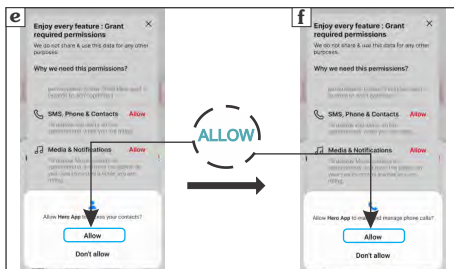 e
Enjoy every feature : Grant
required permissions
We do not share & use this data for any other
purposes.
Why we need this permissions?
SMS, Phone & Contacts Allow
Media & Notifications Allow
Allow Hero App to your contacts?
Allow
Don't allow
ALLOW
f
Enjoy every feature : Grant
required permissions
We do not share & use this data for any other
purposes.
Why we need this permissions?
SMS, Phone & Contacts Allow
Media & Notifications Allow
Allow Hero App to and manage phone calls?
Allow
Don't allow